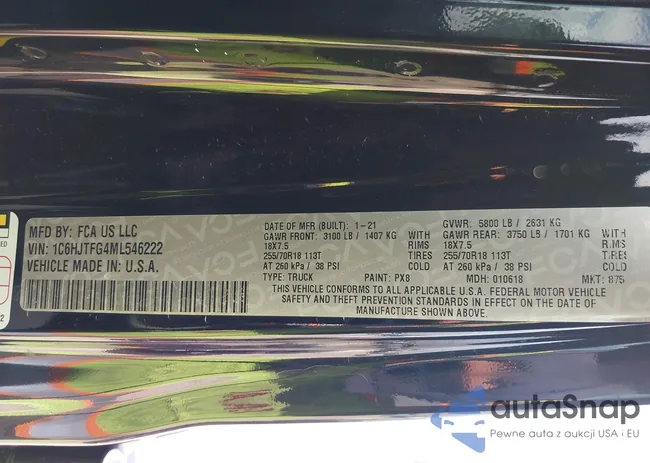 MFD BY: FCA US LLC
VIN: 1C6HJTFG4ML546222
VEHICLE MADE IN: U.S.A.
DATE OF MFR (BUILT): 1-21 GVWR: 5800 LB / 2631 KG
GAWR FRONT: 3100 LB / 1407 KG WITH GAWR REAR: 3750 LB / 1701 KG WITH
18X7.5 RIMS 18X7.5 RIMS
255/70R18 113T TIRES 255/70R18 113T TIRES
AT 260 kPa / 38 PSI COLD AT 260 kPa / 38 PSI COLD
TYPE: TRUCK PAINT: PX8 MDH: 010618 MKT: 875
THIS VEHICLE CONFORMS TO ALL APPLICABLE U.S.A. FEDERAL MOTOR VEHICLE
SAFETY AND THEFT PREVENTION STANDARDS IN EFFECT ON THE DATE OF
MANUFACTURE SHOWN ABOVE.
autaSnap
Pewne auta z aukcji USA i EU